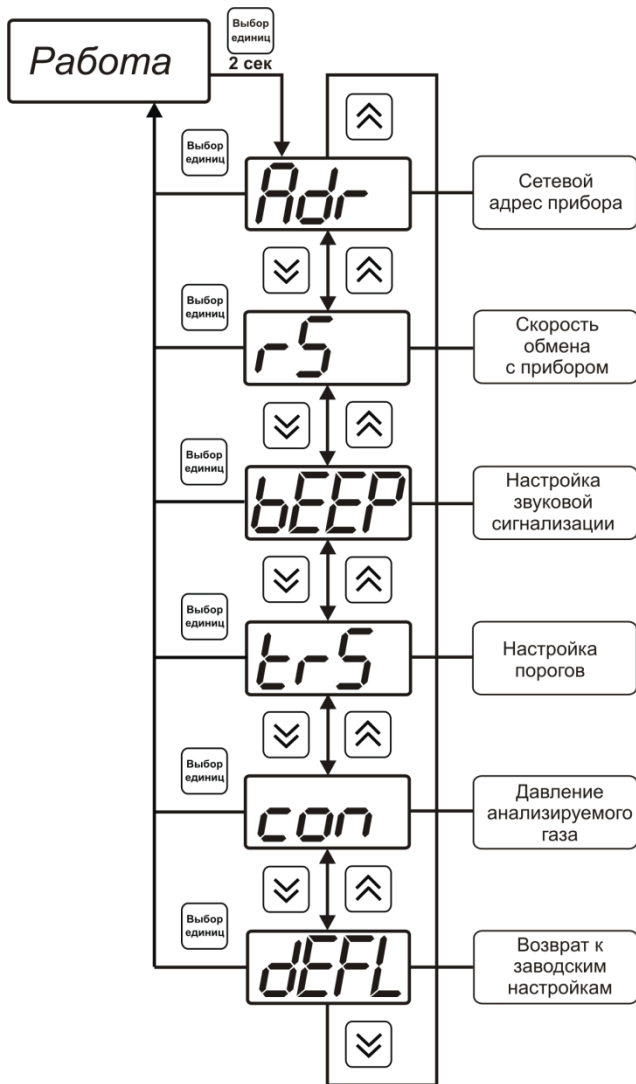 Выбор
единиц
2 сек
Работа
Выбор
единиц
Adr
Сетевой
адрес прибора
Выбор
единиц
rS
Скорость
обмена
с прибором
Выбор
единиц
bEEP
Настройка
звуковой
сигнализации
Выбор
единиц
trS
Настройка
порогов
Выбор
единиц
con
Давление
анализируемого
газа
Выбор
единиц
dEFL
Возврат к
заводским
настройкам